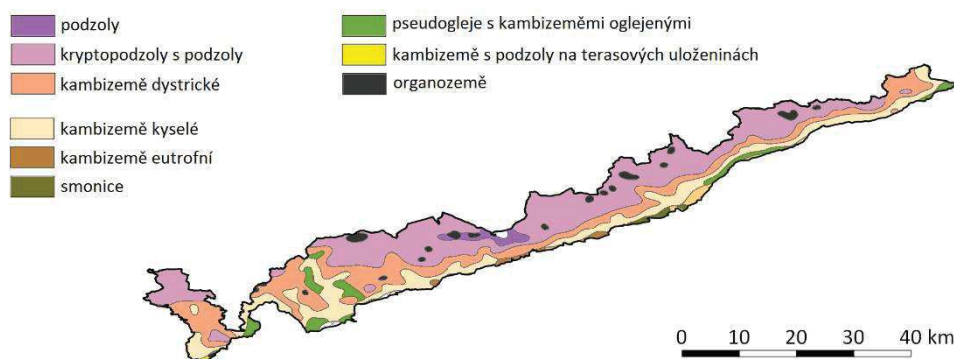 podzoly
kryptopodzoly s podzoly
kambizemě dystrické
kambizemě kyselé
kambizemě eutrofní
smonice
pseudogleje s kambizeměmi oglejenými
kambizemě s podzoly na terasových uloženinách
organozemě
0 10 20 30 40 km